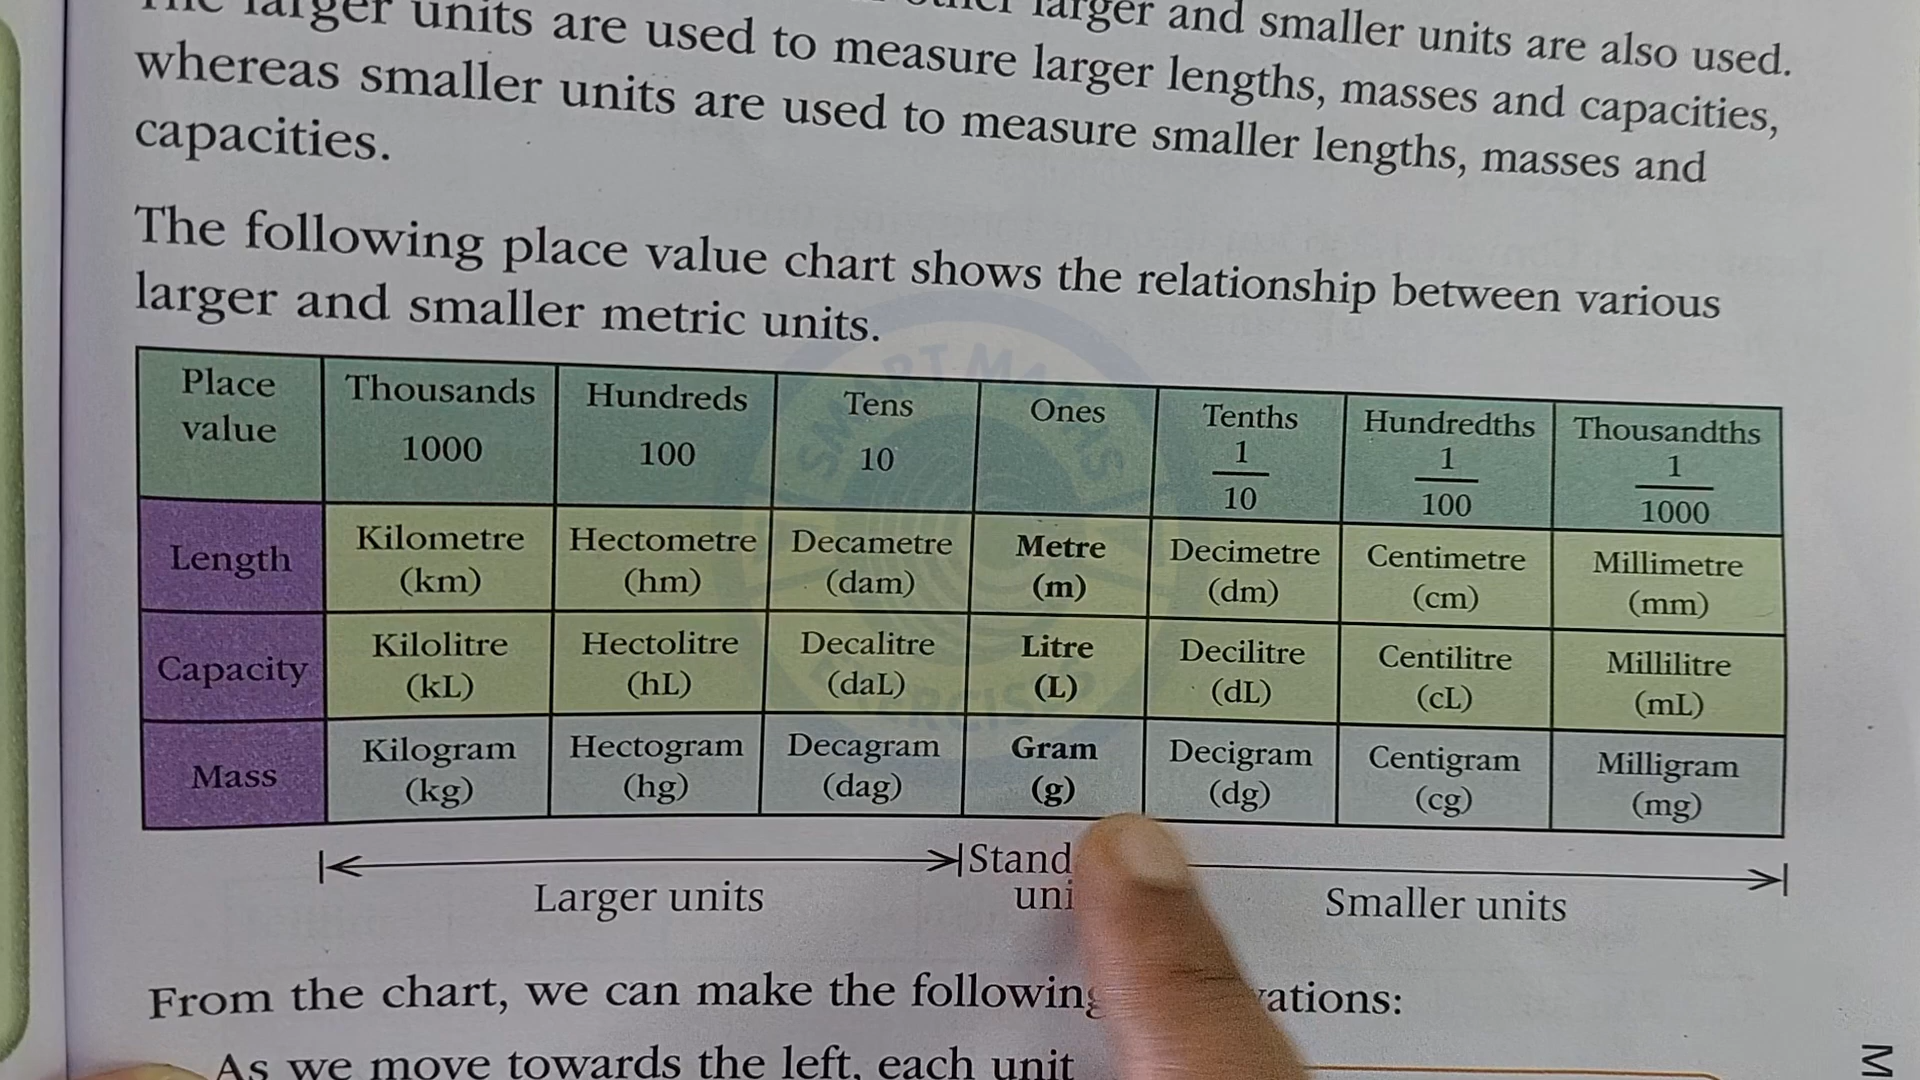 The larger units are used to measure larger lengths, masses and capacities,
larger and smaller units are also used.
whereas smaller units are used to measure smaller lengths, masses and
capacities.
The following place value chart shows the relationship between various
larger and smaller metric units.
Place value Thousands 1000 Hundreds 100 Tens 10 Ones Tenths 1/10 Hundredths 1/100 Thousandths 1/1000
Length Kilometre (km) Hectometre (hm) Decametre (dam) Metre (m) Decimetre (dm) Centimetre (cm) Millimetre (mm)
Capacity Kilolitre (kL) Hectolitre (hL) Decalitre (daL) Litre (L) Decilitre (dL) Centilitre (cL) Millilitre (mL)
Mass Kilogram (kg) Hectogram (hg) Decagram (dag) Gram (g) Decigram (dg) Centigram (cg) Milligram (mg)
Larger units Stand uni Smaller units
From the chart, we can make the following vations:
As we move towards the left, each unit
M
SMART MARKS